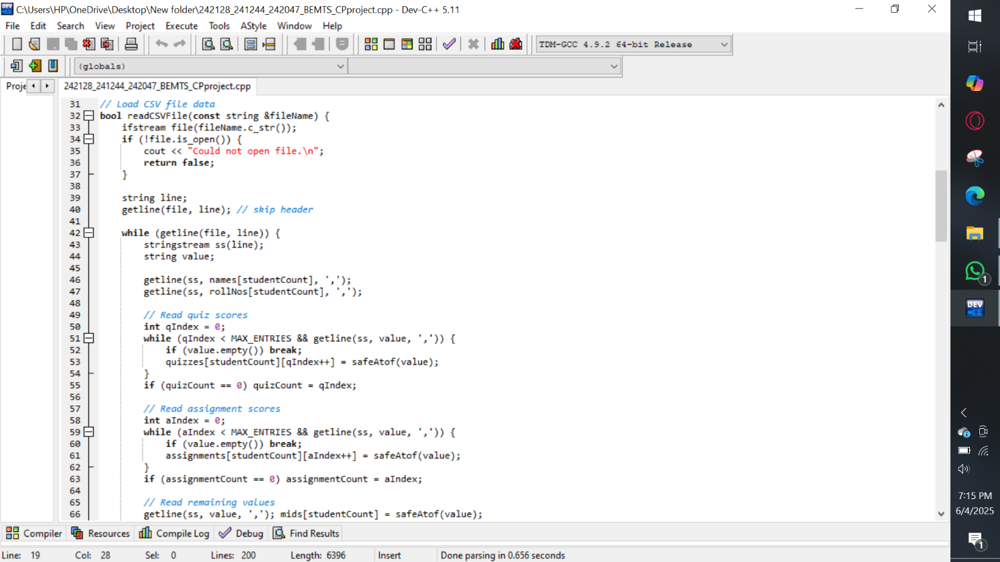 DEV C:\Users\HP\OneDrive\Desktop\New folder\242128_241244_242047_BEMTS_CPproject.cpp - Dev-C++ 5.11
File Edit Search View Project Execute Tools AStyle Window Help
TDM-GCC 4.9.2 64-bit Release
(globals)
Proje 242128_241244_242047_BEMTS_CPproject.cpp
31 // Load CSV file data
32 bool readCSVFile(const string &fileName) {
33 ifstream file(fileName.c_str());
34 if (!file.is_open()) {
35 cout << "Could not open file.\n";
36 return false;
37 }
38
39 string line;
40 getline(file, line); // skip header
41
42 while (getline(file, line)) {
43 stringstream ss(line);
44 string value;
45
46 getline(ss, names[studentCount], ',');
47 getline(ss, rollNos[studentCount], ',');
48
49 // Read quiz scores
50 int qIndex = 0;
51 while (qIndex < MAX_ENTRIES && getline(ss, value, ',')) {
52 if (value.empty()) break;
53 quizzes[studentCount][qIndex++] = safeAtof(value);
54 }
55 if (quizCount == 0) quizCount = qIndex;
56
57 // Read assignment scores
58 int aIndex = 0;
59 while (aIndex < MAX_ENTRIES && getline(ss, value, ',')) {
60 if (value.empty()) break;
61 assignments[studentCount][aIndex++] = safeAtof(value);
62 }
63 if (assignmentCount == 0) assignmentCount = aIndex;
64
65 // Read remaining values
66 getline(ss, value, ','); mids[studentCount] = safeAtof(value);
Compiler Resources Compile Log Debug Find Results
Line: 19 Col: 28 Sel: 0 Lines: 200 Length: 6396 Insert Done parsing in 0.656 seconds
1
DEV
C++
7:15 PM
6/4/2025
1